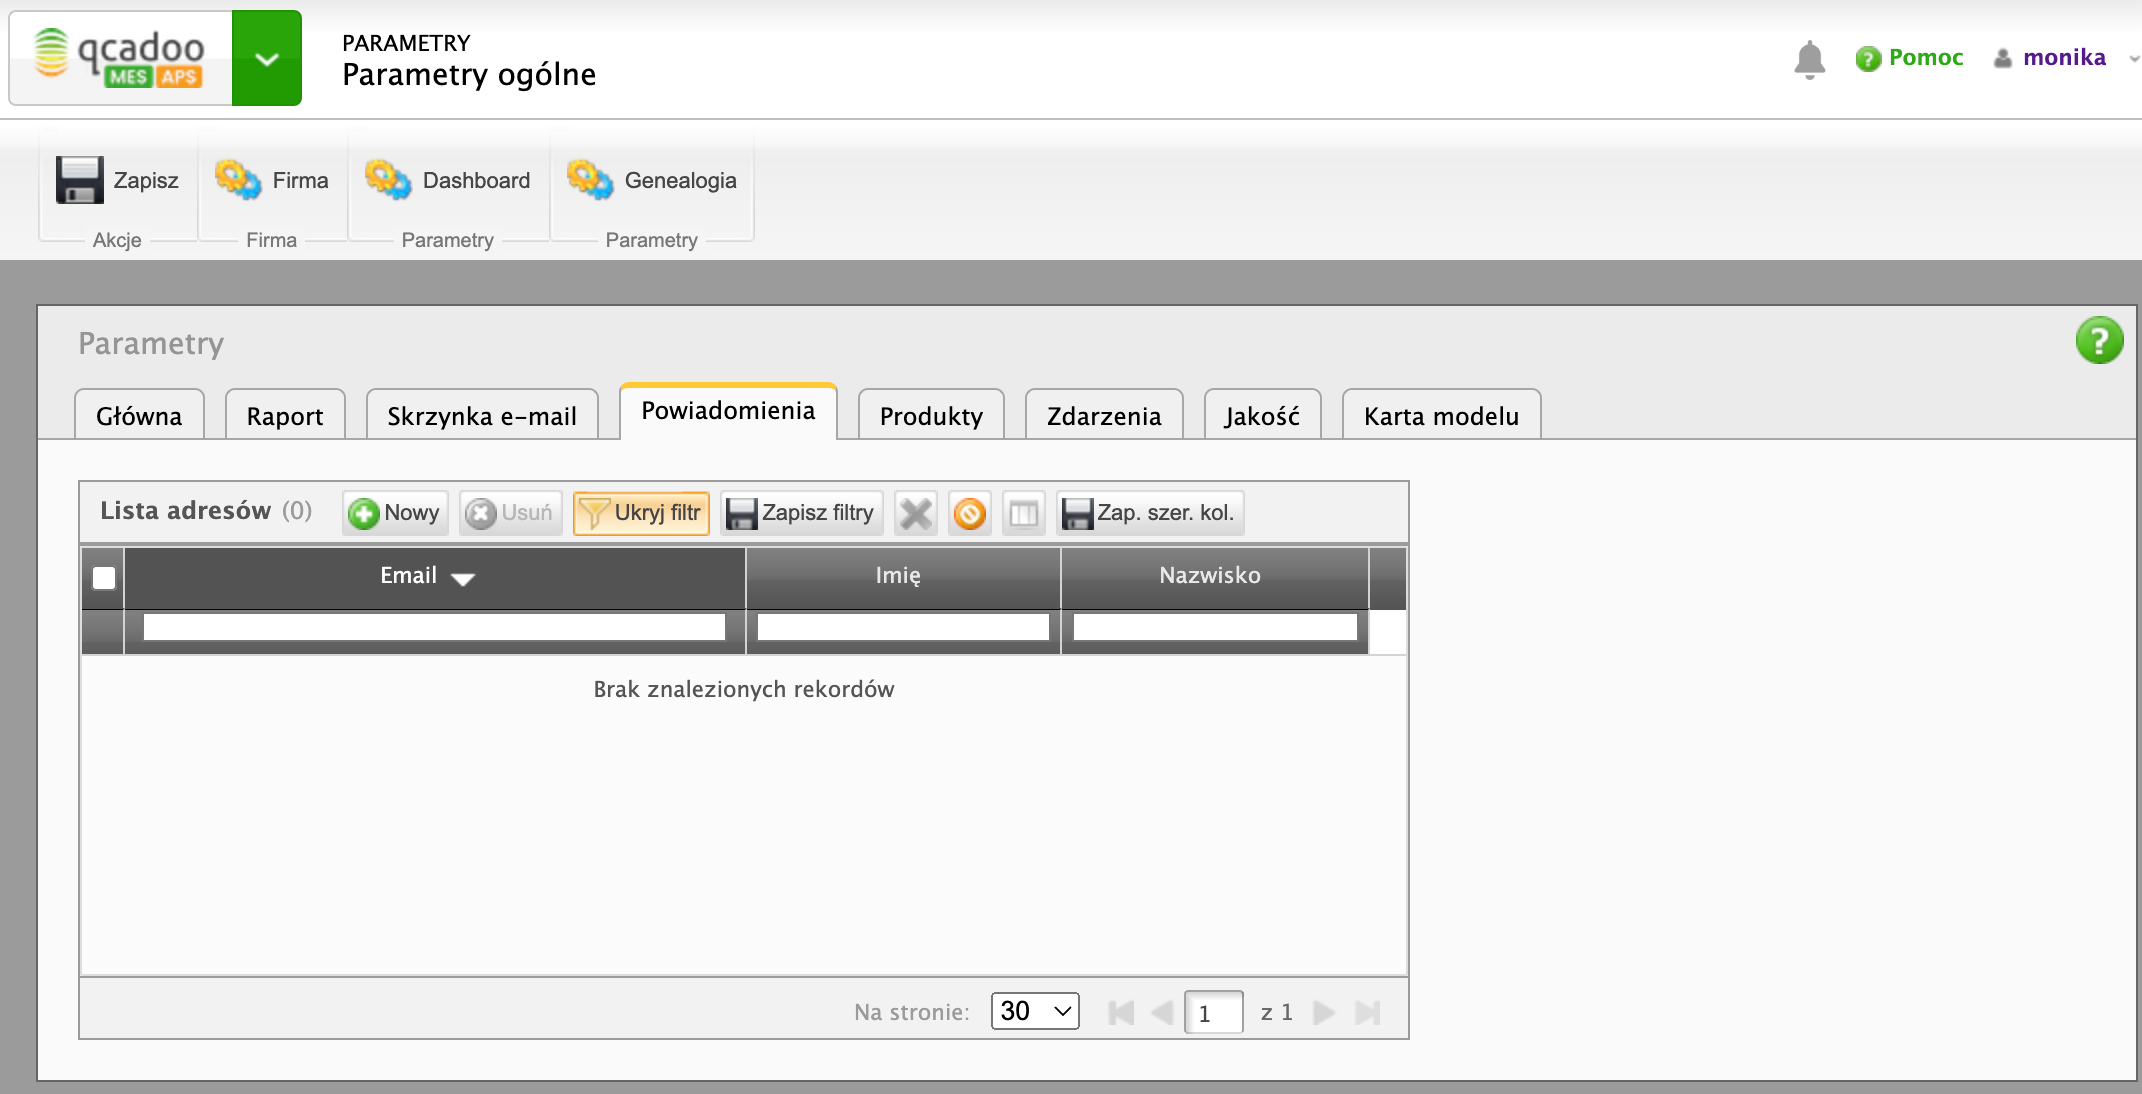 qcadoo
MES APS
PARAMETRY
Parametry ogólne
? Pomoc
monika
Zapisz
Firma
Dashboard
Genealogia
Akcje
Firma
Parametry
Parametry
Parametry
?
Główna
Raport
Skrzynka e-mail
Powiadomienia
Produkty
Zdarzenia
Jakość
Karta modelu
Lista adresów (0)
Nowy
Usuń
Ukryj filtr
Zapisz filtry
Zap. szer. kol.
Email
Imię
Nazwisko
Brak znalezionych rekordów
Na stronie: 30
1 z 1